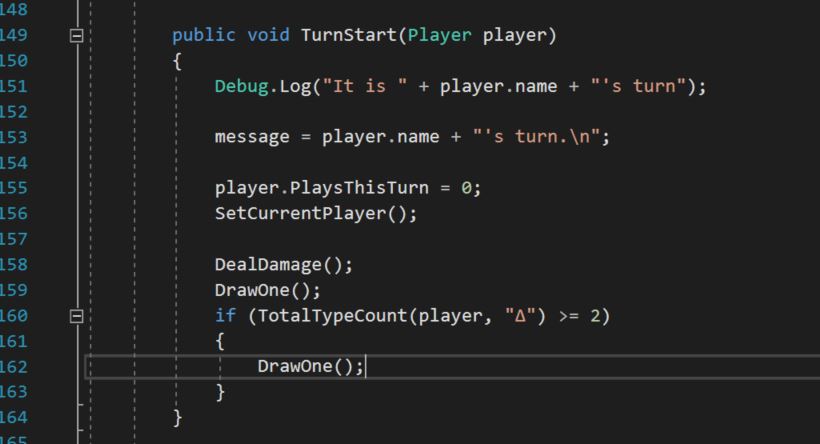 148
149 public void TurnStart(Player player)
150 {
151 Debug.Log("It is " + player.name + "'s turn");
152
153 message = player.name + "'s turn.\n";
154
155 player.PlaysThisTurn = 0;
156 SetCurrentPlayer();
157
158 DealDamage();
159 DrawOne();
160 if (TotalTypeCount(player, "Δ") >= 2)
161 {
162 DrawOne();
163 }
164 }
165